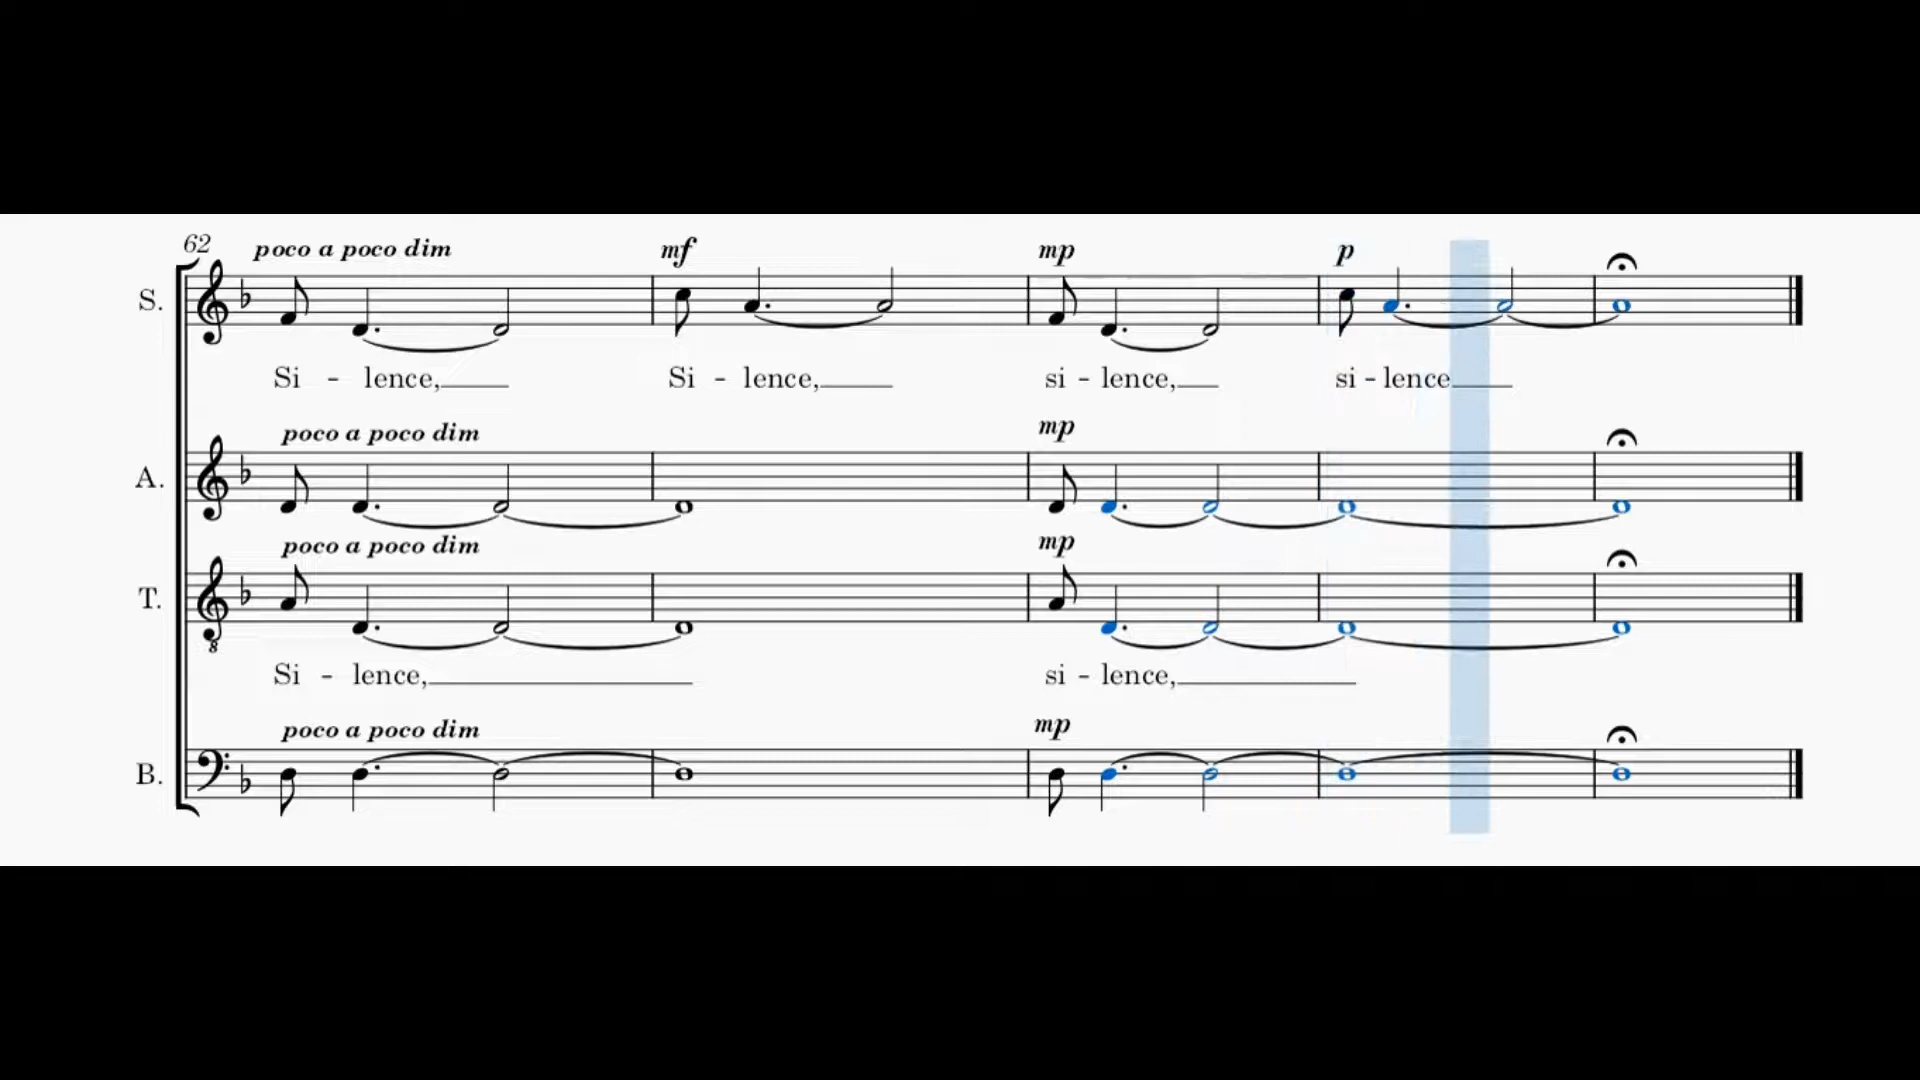 62 poco a poco dim mf mp p
S.
Si - lence, Si - lence, si - lence, si - lence
poco a poco dim mp
A.
poco a poco dim mp
T.
8
Si - lence, si - lence,
poco a poco dim mp
B.